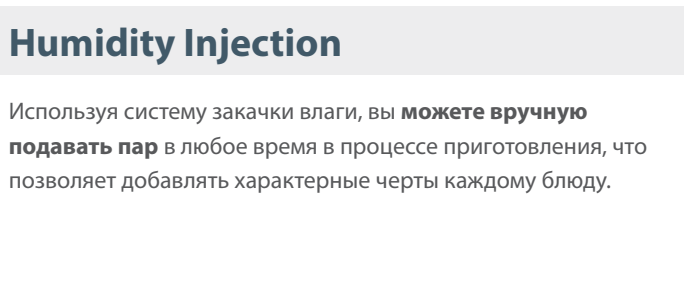 Humidity Injection
Используя систему закачки влаги, вы можете вручную
подавать пар в любое время в процессе приготовления, что
позволяет добавлять характерные черты каждому блюду.